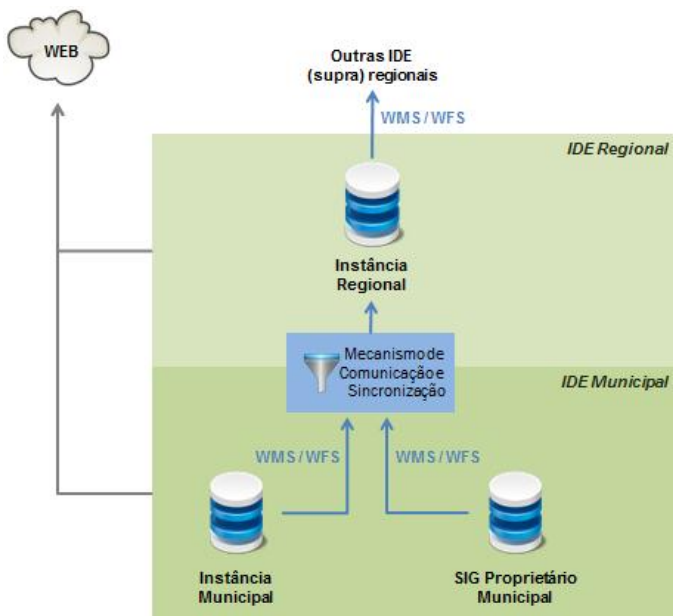 WEB
Outras IDE
(supra) regionais
WMS / WFS
IDE Regional
Instância
Regional
Mecanismo de
Comunicação e
Sincronização
IDE Municipal
WMS / WFS
WMS / WFS
Instância
Municipal
SIG Proprietário
Municipal